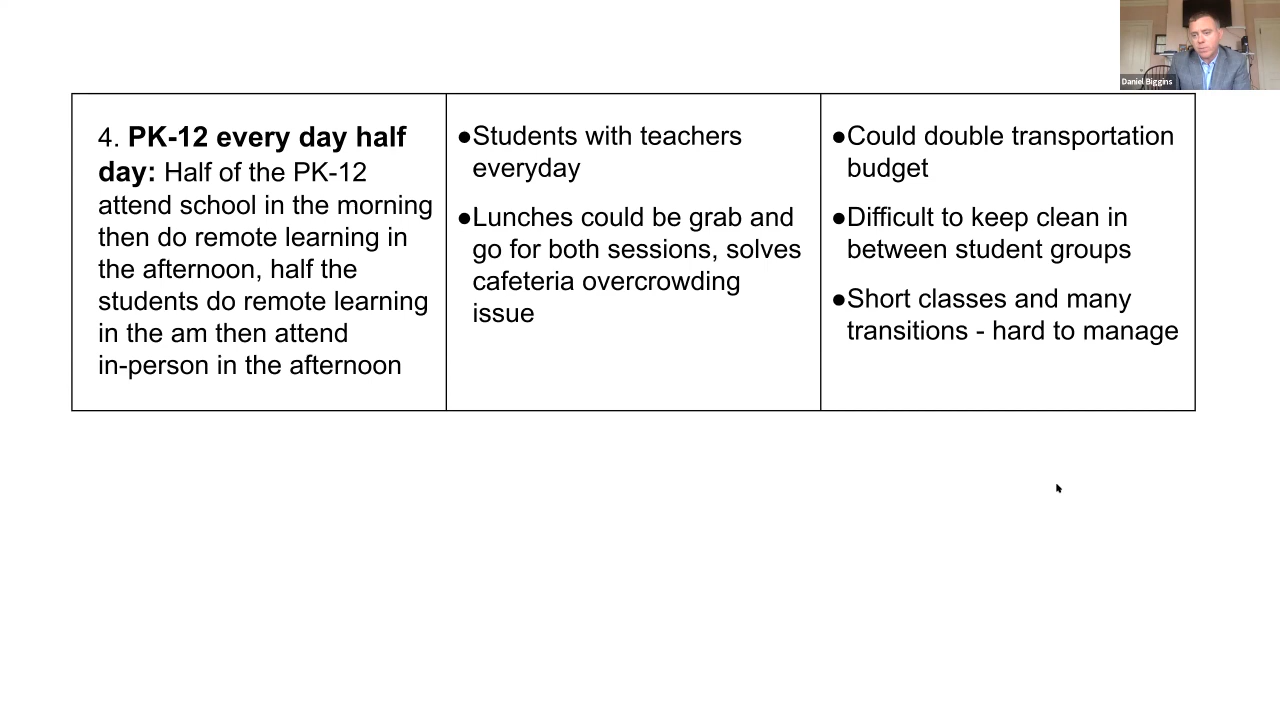 Daniel Biggins
4. PK-12 every day half
day: Half of the PK-12
attend school in the morning
then do remote learning in
the afternoon, half the
students do remote learning
in the am then attend
in-person in the afternoon
●Students with teachers
everyday
●Lunches could be grab and
go for both sessions, solves
cafeteria overcrowding
issue
●Could double transportation
budget
●Difficult to keep clean in
between student groups
●Short classes and many
transitions - hard to manage